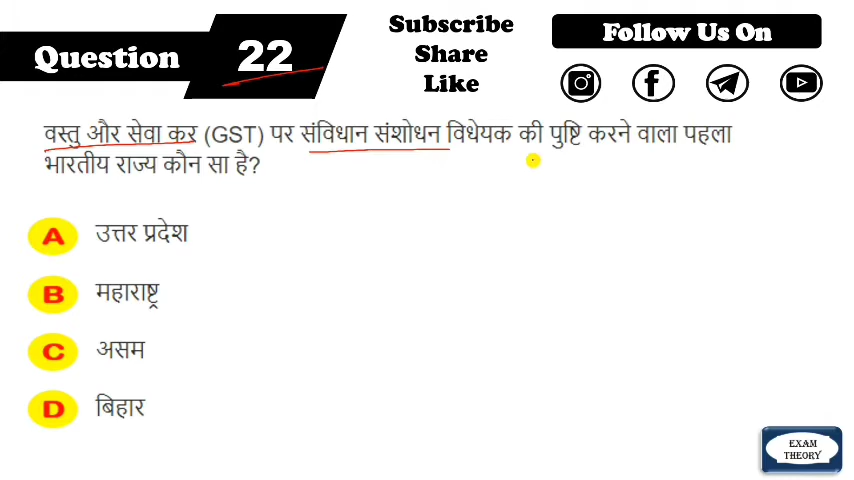 Question 22
Subscribe
Share
Like
Follow Us On
वस्तु और सेवा कर (GST) पर संविधान संशोधन विधेयक की पुष्टि करने वाला पहला
भारतीय राज्य कौन सा है?
A उत्तर प्रदेश
B महाराष्ट्र
C असम
D बिहार
EXAM
THEORY